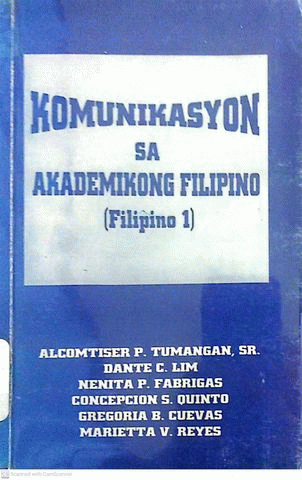 KOMUNIKASYON
SA
AKADEMIKONG FILIPINO
(Filipino 1)
ALCOMTISER P. TUMANGAN, SR.
DANTE C. LIM
NENITA P. FABRIGAS
CONCEPCION S. QUINTO
GREGORIA B. CUEVAS
MARIETTA V. REYES
Scanned with CamScanner